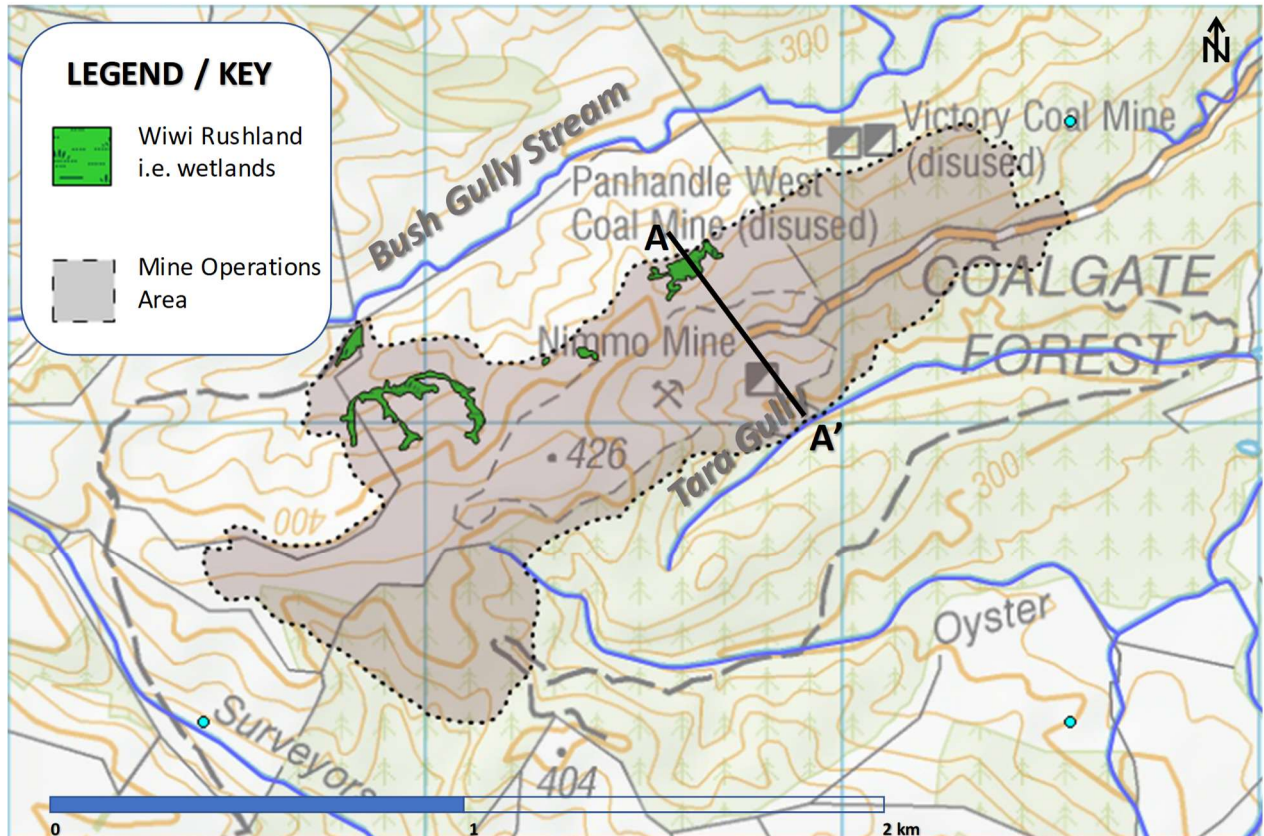 LEGEND / KEY
Wiwi Rushland
i.e. wetlands
Mine Operations
Area
N
300
Bush Gully Stream
Victory Coal Mine
(disused)
Panhandle West
Coal Mine (disused)
A
COALGATE
FOREST
Nimmo Mine
A'
Tara Gully
426
300
400
Oyster
Surveyors
404
0
1
2 km